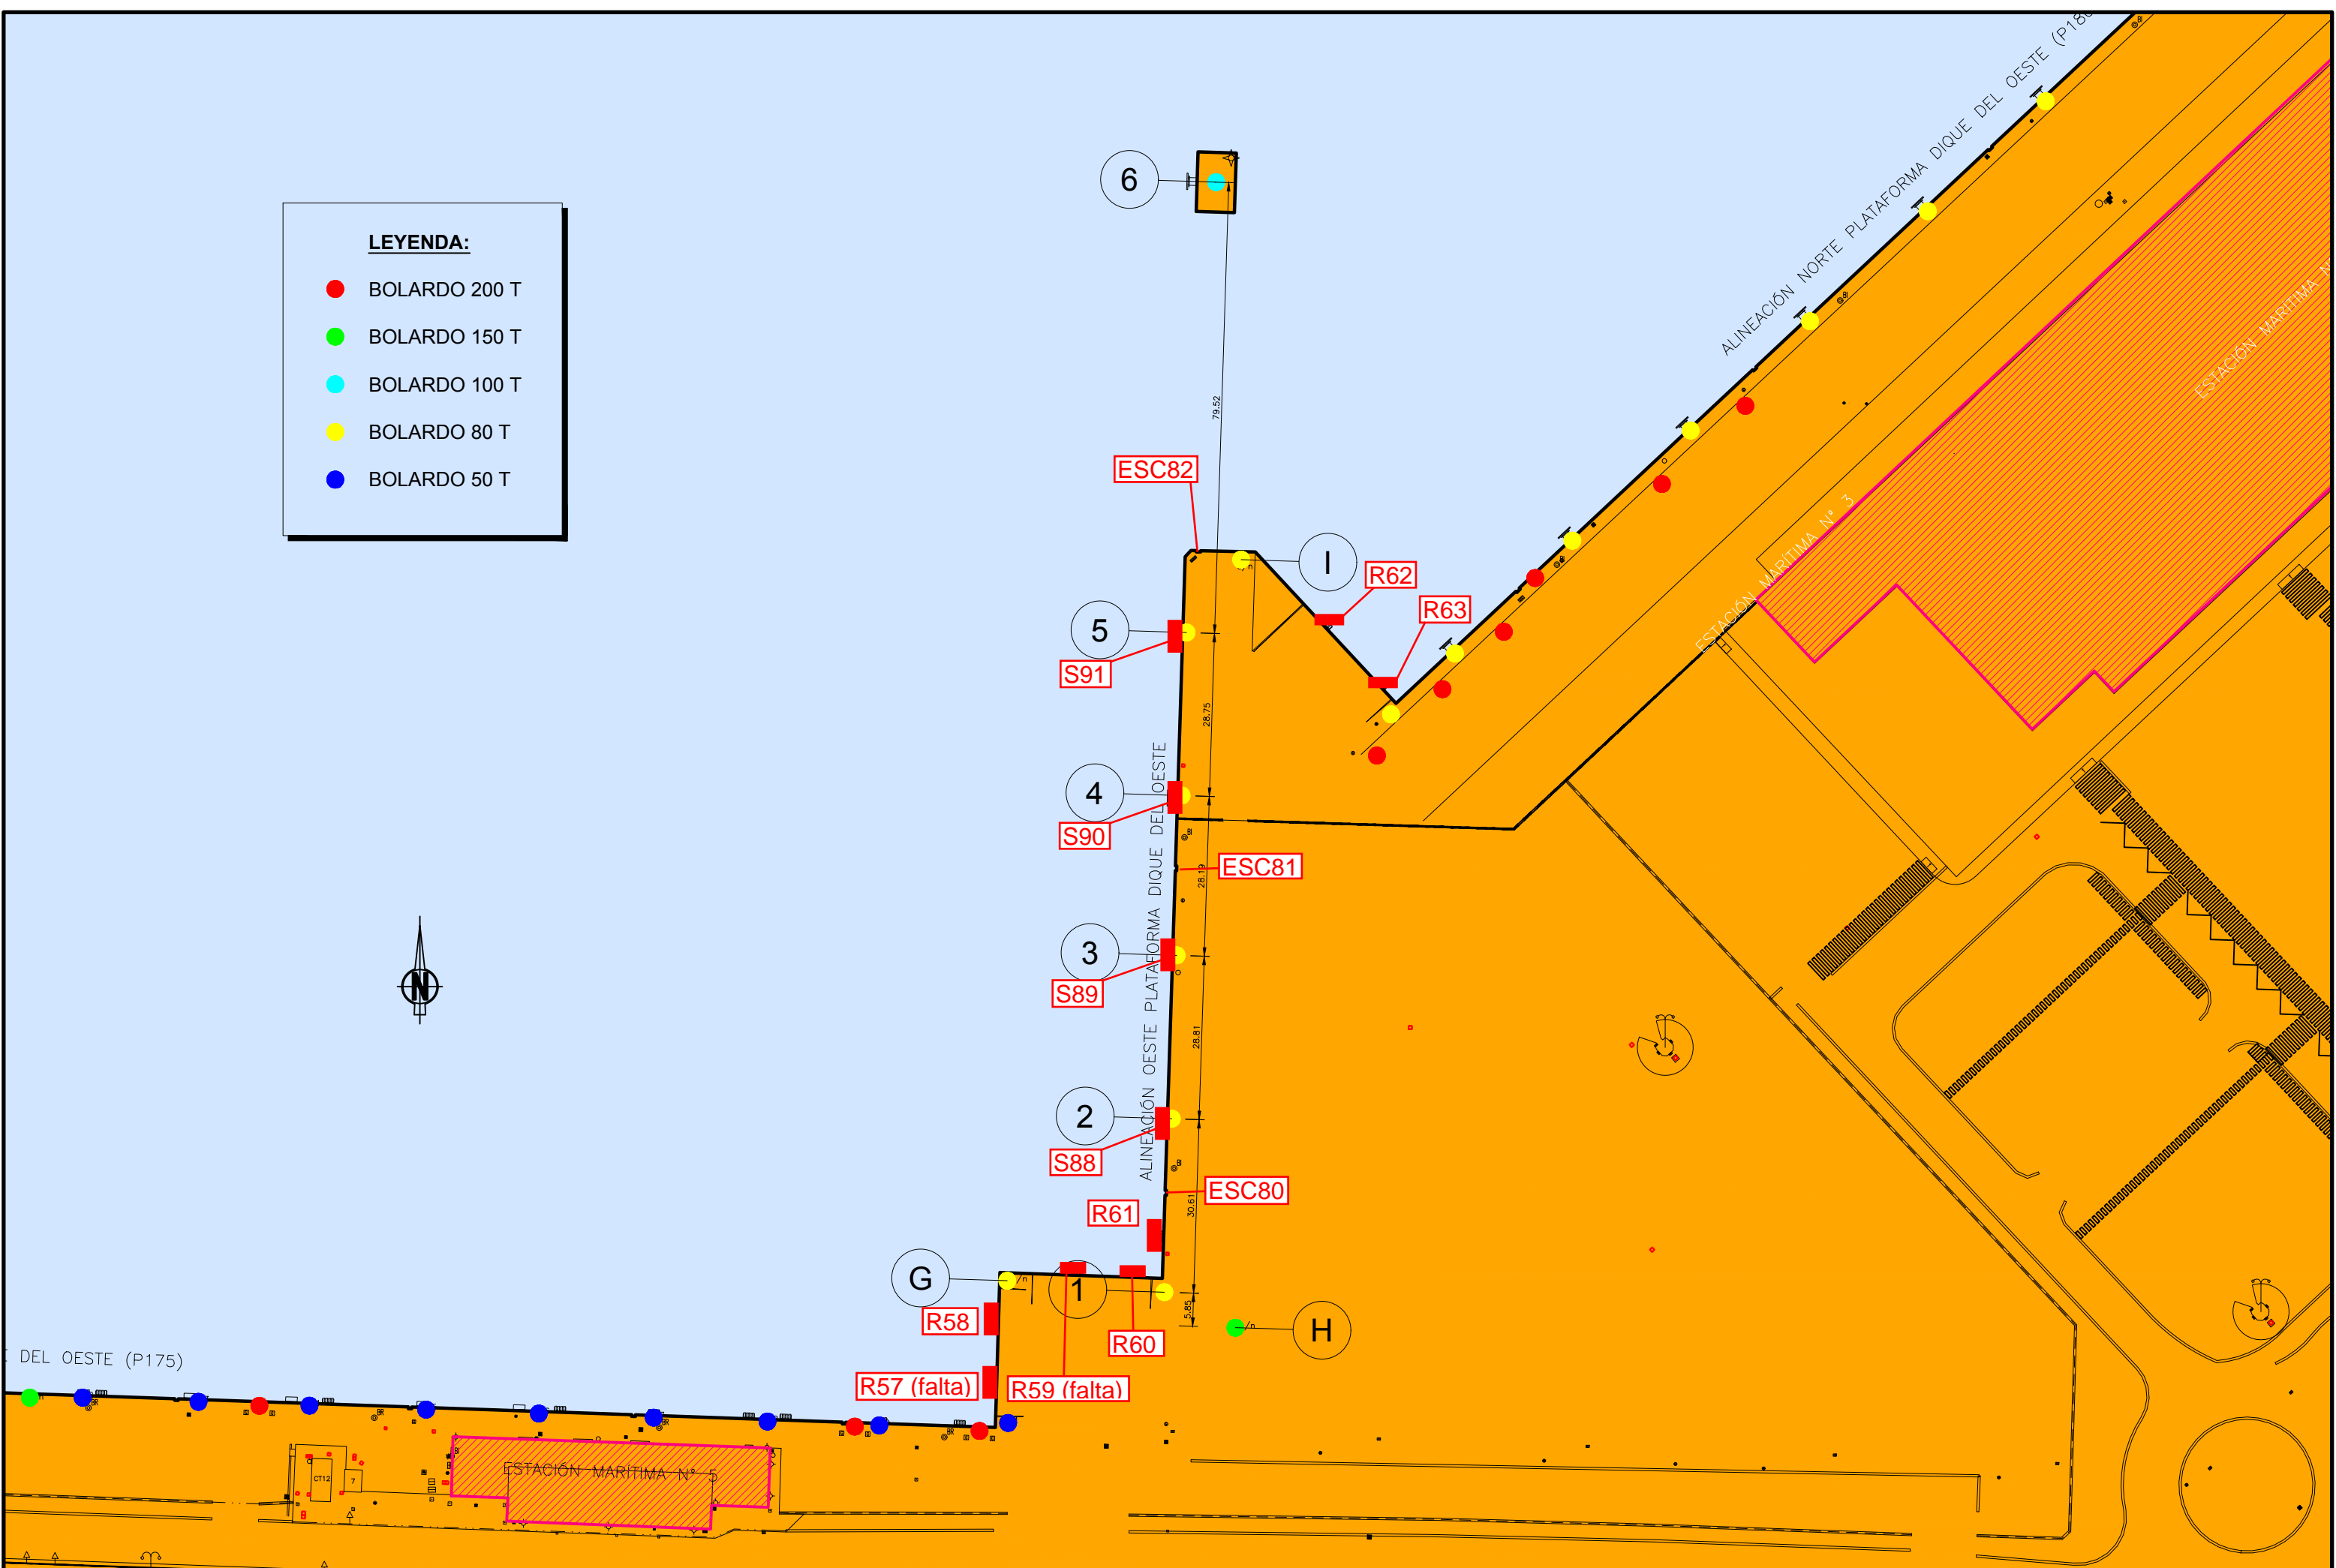 LEYENDA:
BOLARDO 200 T
BOLARDO 150 T
BOLARDO 100 T
BOLARDO 80 T
BOLARDO 50 T
ALINEACIÓN NORTE PLATAFORMA DIQUE DEL OESTE (P180
6
79.52
ESC82
I
R62
R63
5
S91
28.75
ESTACIÓN MARÍTIMA N° 3
ESTACIÓN MARÍTIMA N
4
S90
ALINEACIÓN OESTE PLATAFORMA DIQUE DEL OESTE
ESC81
28.19
3
S89
N
28.81
2
S88
ESC80
30.61
R61
G
1
5.85
R58
H
R60
R57 (falta)
R59 (falta)
DEL OESTE (P175)
ESTACIÓN MARÍTIMA N° 5
CT12
7